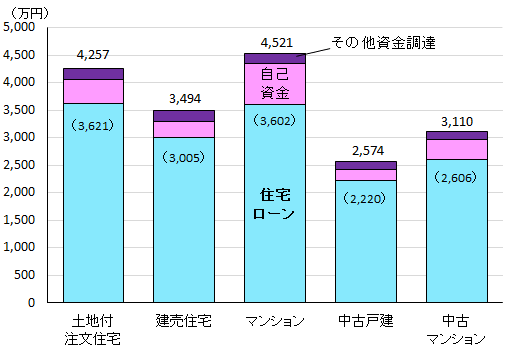 （万円）
5,000
4,500
4,000
3,500
3,000
2,500
2,000
1,500
1,000
500
0
4,257
3,494
4,521
2,574
3,110
その他資金調達
自己
資金
（3,621）
（3,005）
（3,602）
（2,220）
（2,606）
住宅
ローン
土地付
注文住宅
建売住宅
マンション
中古戸建
中古
マンション